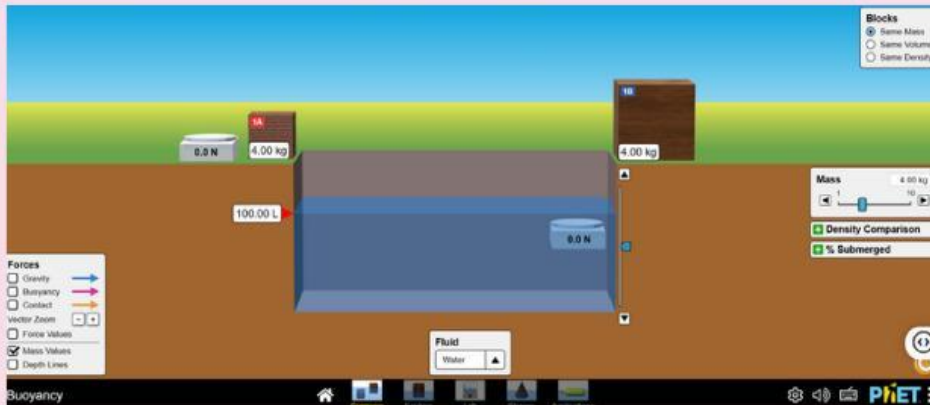 Blocks
Same Mass
Same Volume
Same Density
1A
1B
0.0 N
4.00 kg
4.00 kg
Mass
4.00 kg
1
10
100.00 L
0.0 N
Density Comparison
% Submerged
Forces
Gravity
Buoyancy
Contact
Vector Zoom
Force Values
Mass Values
Depth Lines
Fluid
Water
Buoyancy
PhET